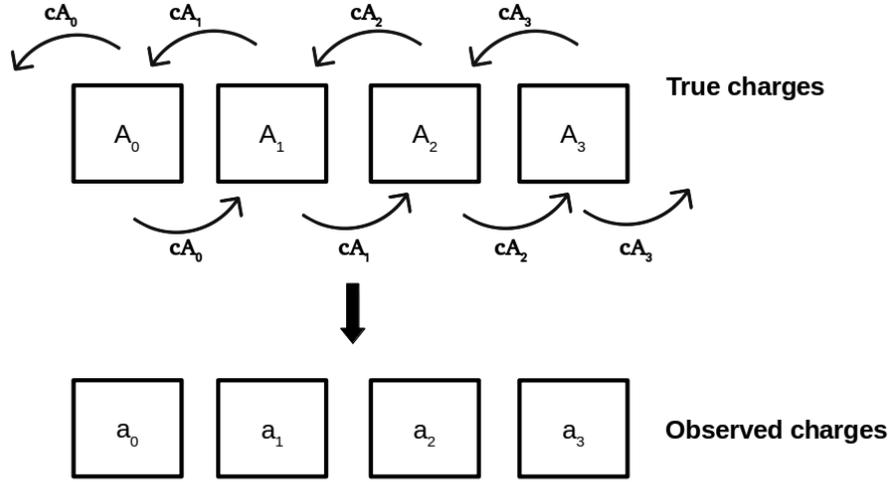 cA₀ cA₁ cA₂ cA₃
True charges
A₀ A₁ A₂ A₃
cA₀ cA₁ cA₂ cA₃
a₀ a₁ a₂ a₃ Observed charges